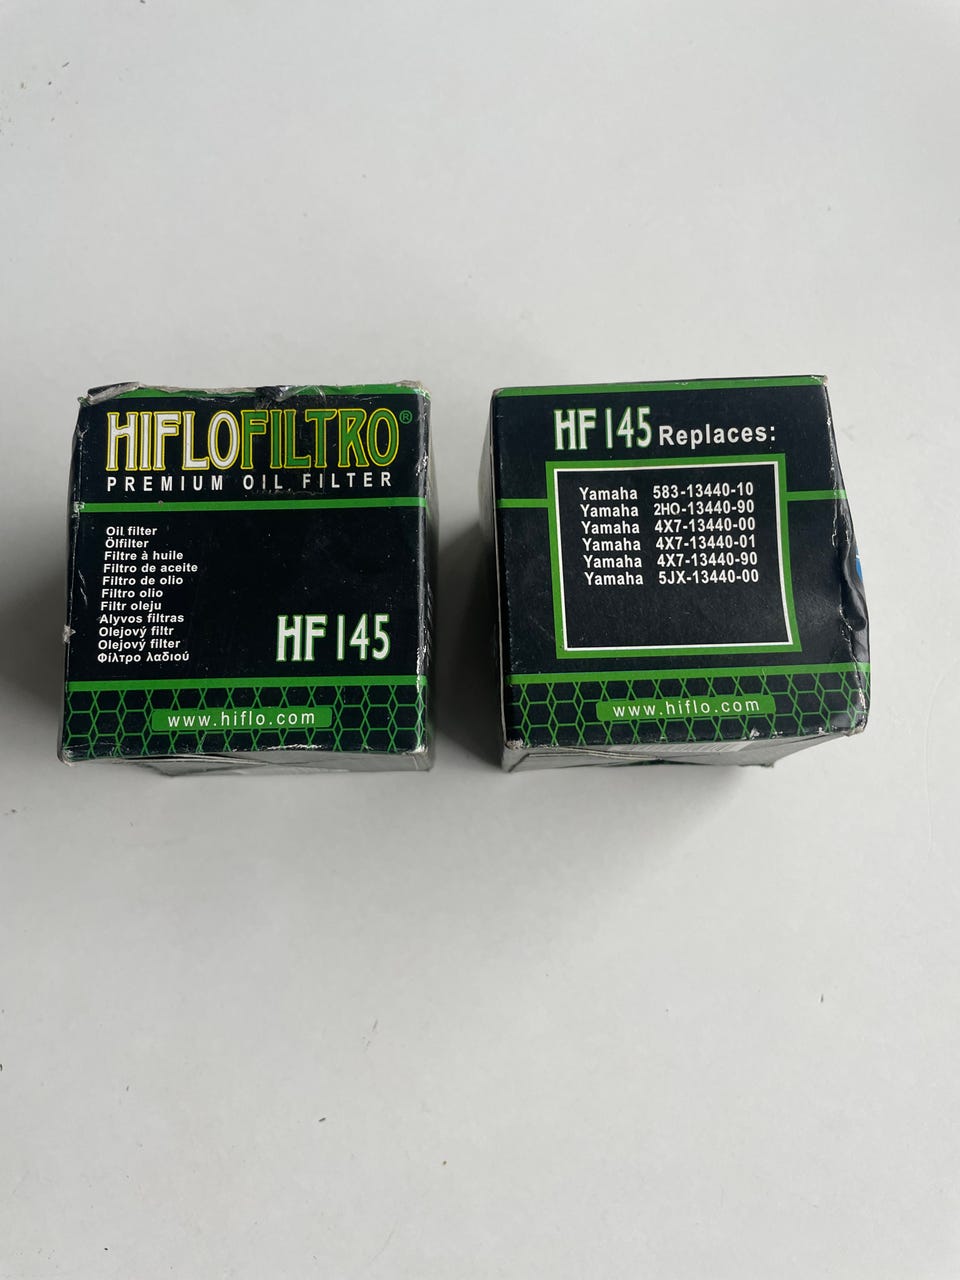 HIFLOFILTRO®
PREMIUM OIL FILTER
Oil filter
Ölfilter
Filtre à huile
Filtro de aceite
Filtro de olio
Filtro olio
Filtr oleju
Alyvos filtras
Olejový filtr
Olejový filter
Φίλτρο λαδιού
HF145
www.hiflo.com
HF145 Replaces:
Yamaha 583-13440-10
Yamaha 2HO-13440-90
Yamaha 4X7-13440-00
Yamaha 4X7-13440-01
Yamaha 4X7-13440-90
Yamaha 5JX-13440-00
www.hiflo.com